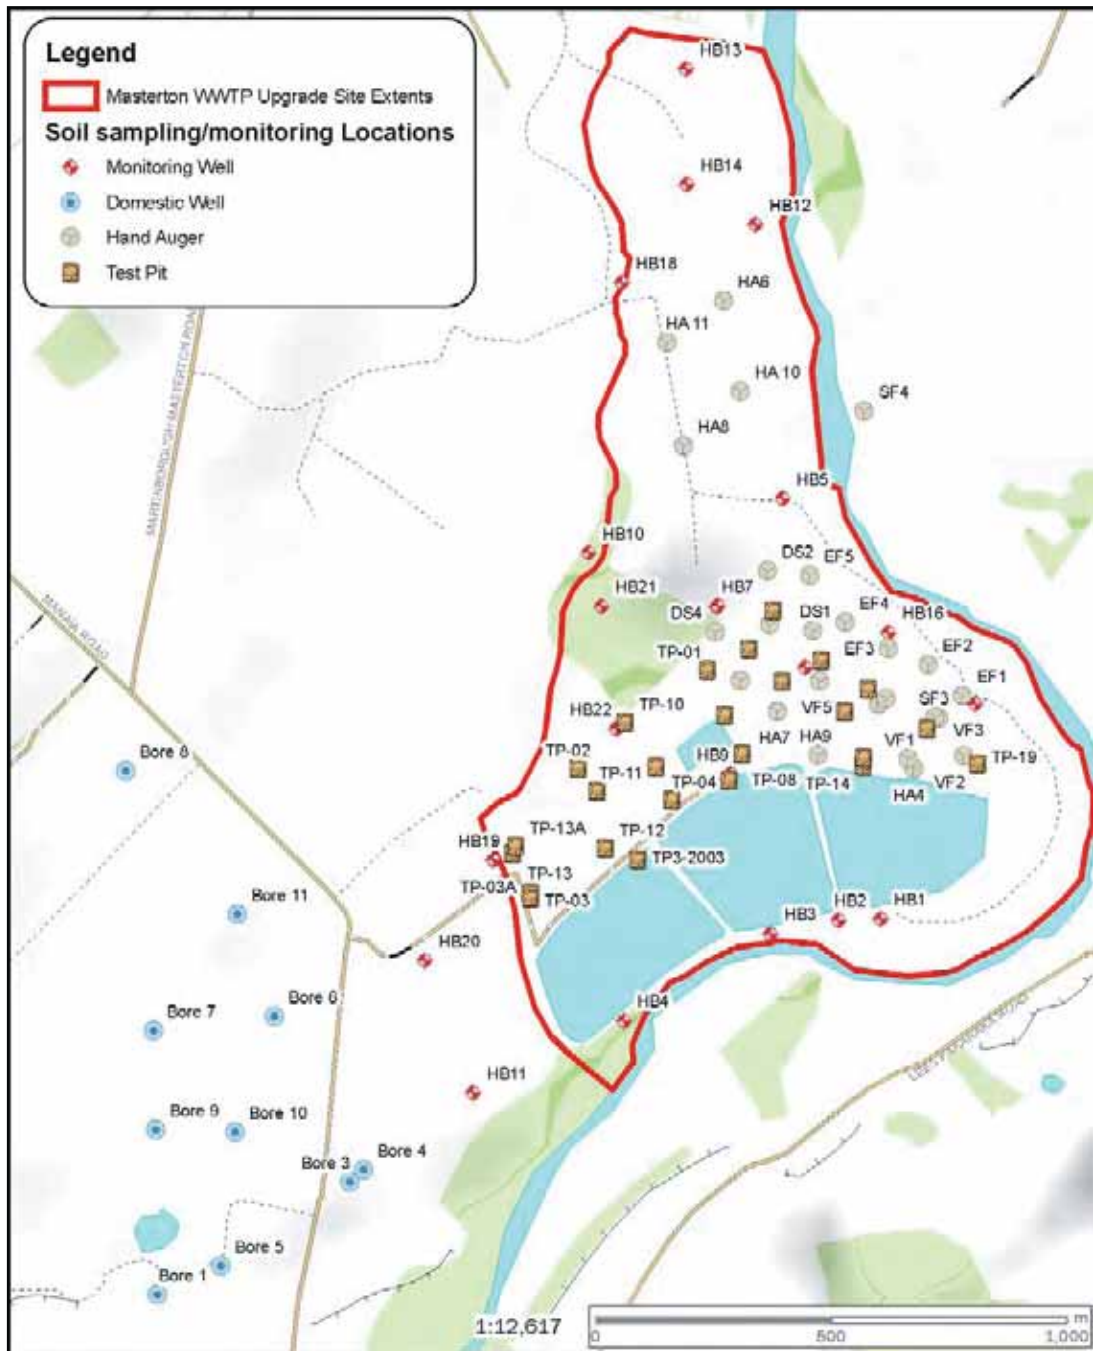 Legend
Masterton WWTP Upgrade Site Extents
Soil sampling/monitoring Locations
Monitoring Well
Domestic Well
Hand Auger
Test Pit
HB13
HB14
HB12
HB18
HA6
HA 11
HA 10
SF4
HA8
HB5
HB10
DS2
EF5
HB21
HB7
DS4
DS1
EF4
HB16
TP-01
EF3
EF2
EF1
HB22
TP-10
VF5
SF3
HA7
HA9
VF1
VF3
TP-02
TP-11
TP-04
HB9
TP-08
TP-14
HA4
VF2
TP-19
MANAIA ROAD
Bore 8
TP-13A
TP-12
HB19
TP-13
TP3-2003
TP-03A
TP-03
Bore 11
HB20
HB3
HB2
HB1
Bore 7
Bore 6
HB4
HB11
Bore 9
Bore 10
Bore 3
Bore 4
Bore 5
Bore 1
1:12,617
0
500
1,000
m